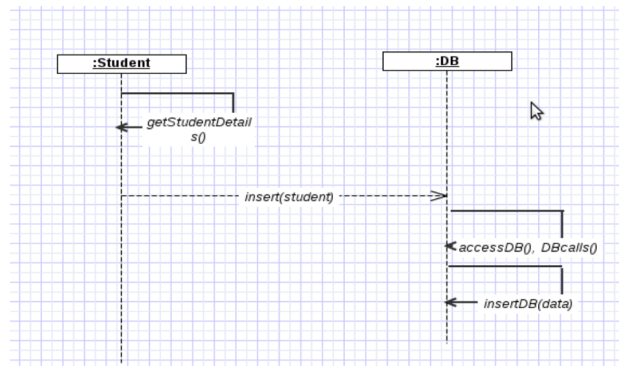 :Student
:DB
getStudentDetail
s()
insert(student)
accessDB(), DBcalls()
insertDB(data)